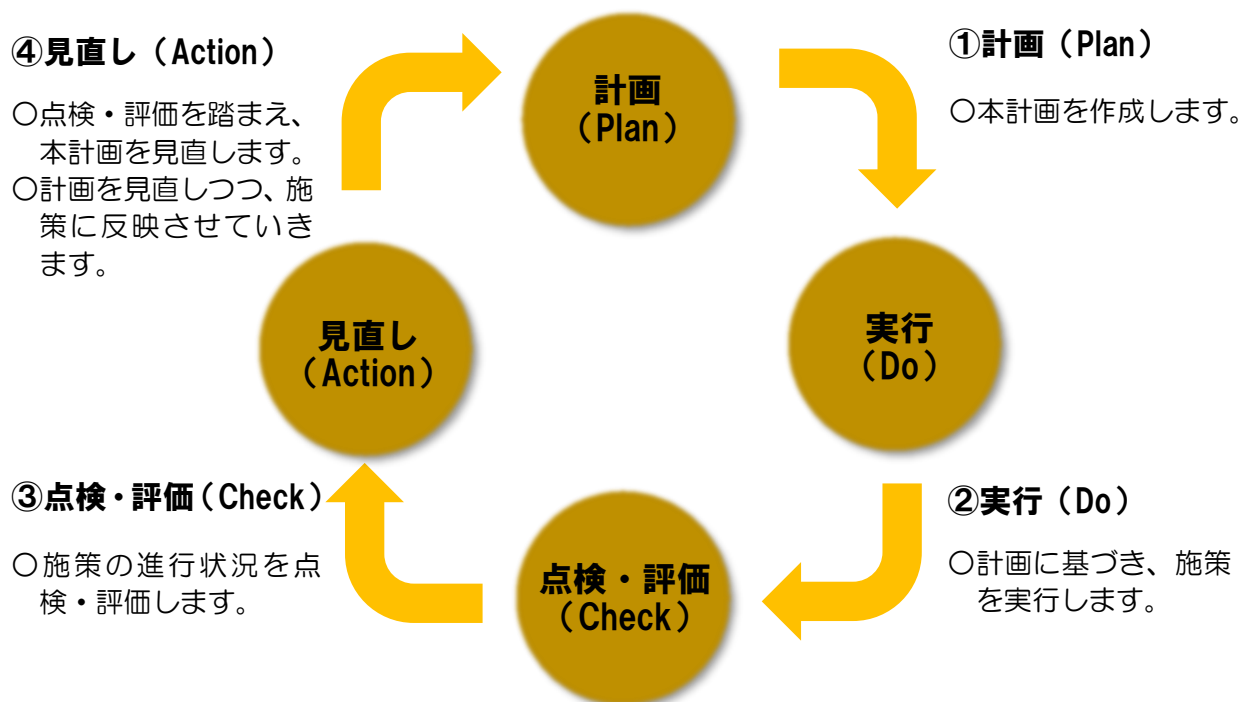 ④見直し（Action）
〇点検・評価を踏まえ、
本計画を見直します。
〇計画を見直しつつ、施
策に反映させていき
ます。
計画
（Plan）
①計画（Plan）
〇本計画を作成します。
見直し
（Action）
実行
（Do）
③点検・評価（Check）
〇施策の進行状況を点
検・評価します。
点検・評価
（Check）
②実行（Do）
〇計画に基づき、施策
を実行します。